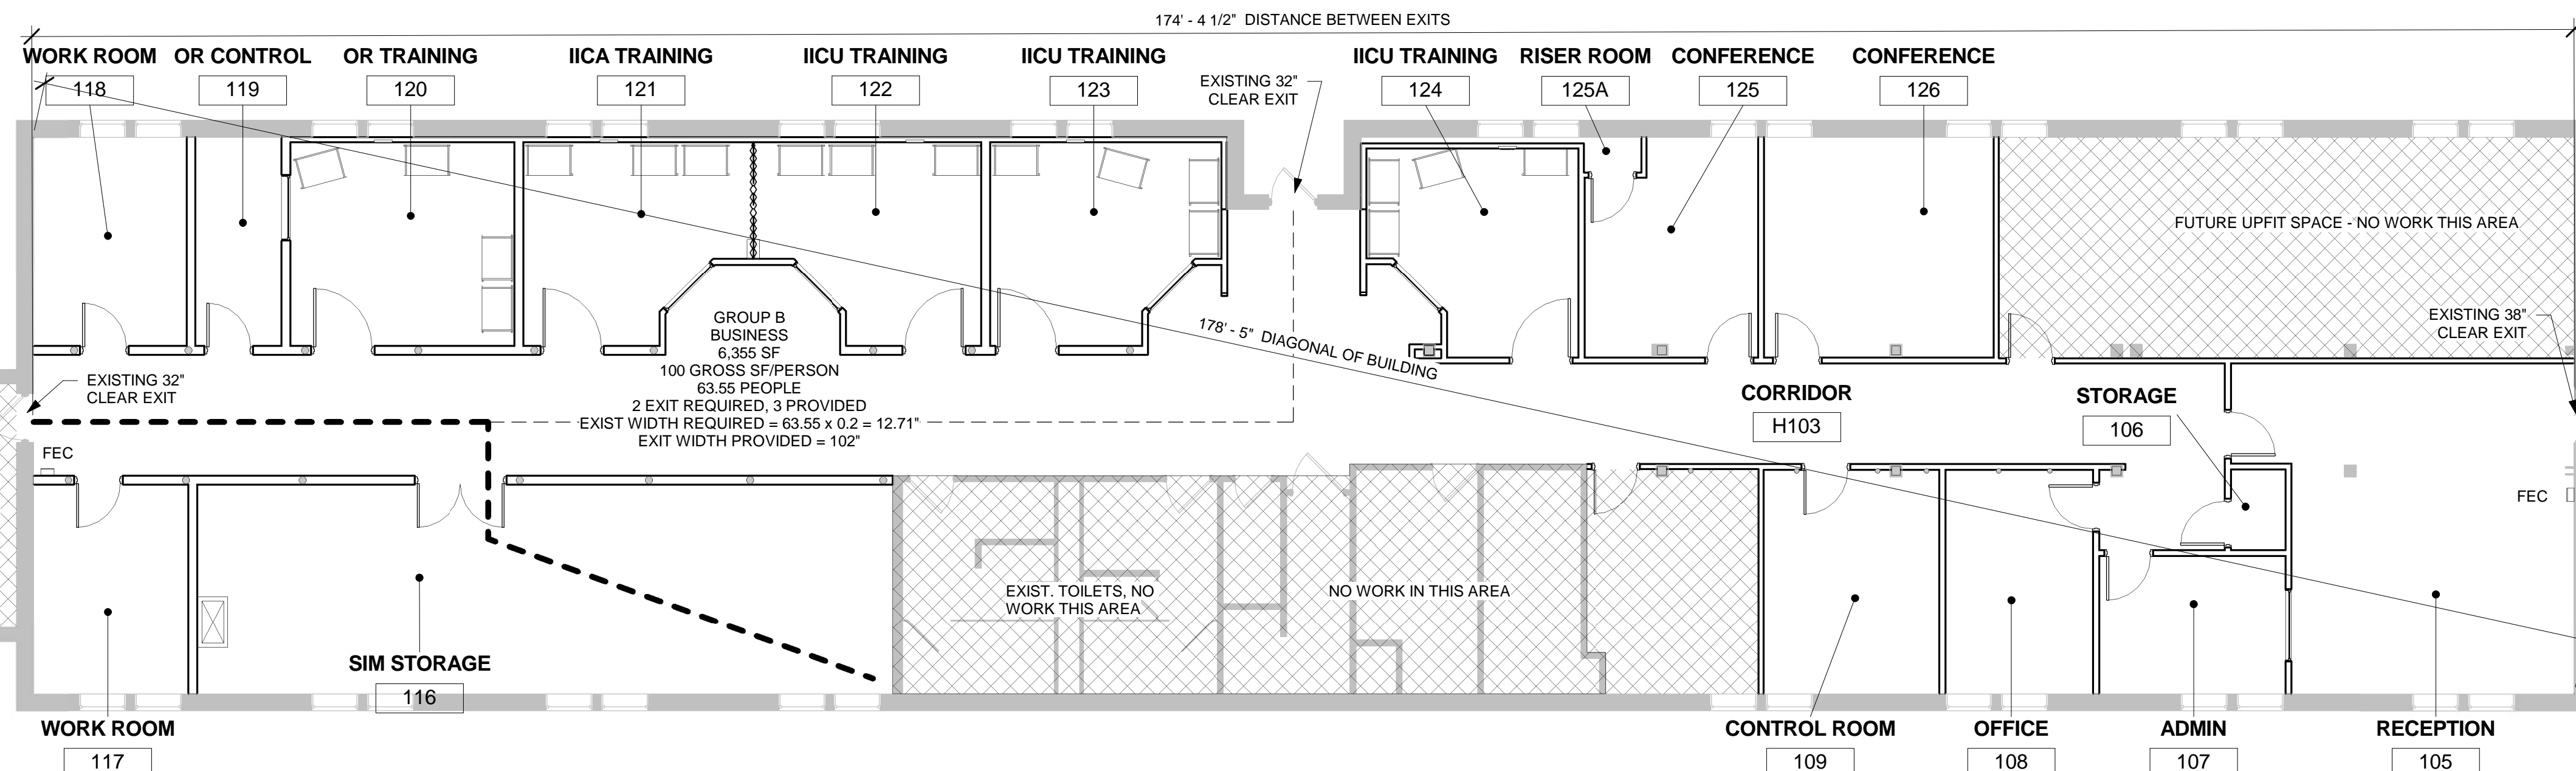 174' - 4 1/2" DISTANCE BETWEEN EXITS
WORK ROOM
118
OR CONTROL
119
OR TRAINING
120
IICA TRAINING
121
IICU TRAINING
122
IICU TRAINING
123
EXISTING 32"
CLEAR EXIT
IICU TRAINING
124
RISER ROOM
125A
CONFERENCE
125
CONFERENCE
126
FUTURE UPFIT SPACE - NO WORK THIS AREA
GROUP B
BUSINESS
6,355 SF
100 GROSS SF/PERSON
63.55 PEOPLE
2 EXIT REQUIRED, 3 PROVIDED
EXIST WIDTH REQUIRED = 63.55 x 0.2 = 12.71"
EXIT WIDTH PROVIDED = 102"
178' - 5" DIAGONAL OF BUILDING
EXISTING 38"
CLEAR EXIT
EXISTING 32"
CLEAR EXIT
CORRIDOR
H103
STORAGE
106
FEC
FEC
EXIST. TOILETS, NO
WORK THIS AREA
NO WORK IN THIS AREA
SIM STORAGE
116
WORK ROOM
117
CONTROL ROOM
109
OFFICE
108
ADMIN
107
RECEPTION
105